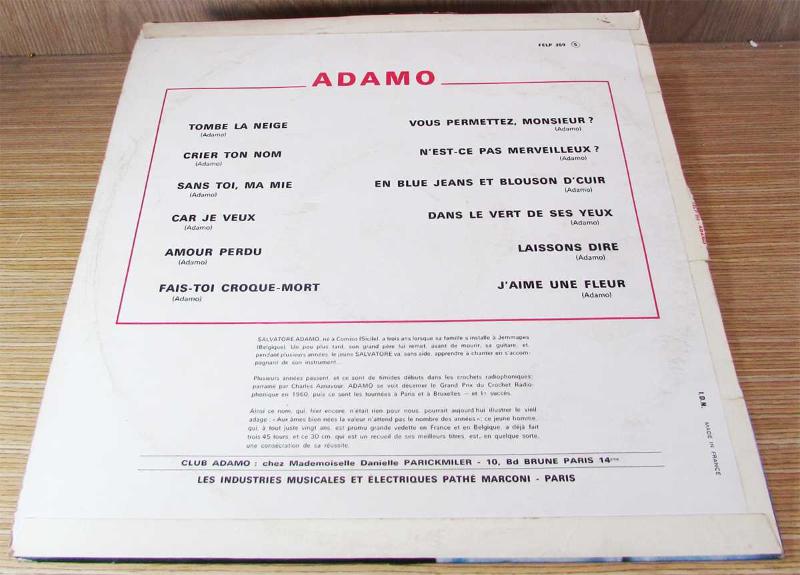 FELP 269 S
ADAMO
TOMBE LA NEIGE
(Adamo)
CRIER TON NOM
(Adamo)
SANS TOI, MA MIE
(Adamo)
CAR JE VEUX
(Adamo)
AMOUR PERDU
(Adamo)
FAIS-TOI CROQUE-MORT
(Adamo)
VOUS PERMETTEZ, MONSIEUR ?
(Adamo)
N'EST-CE PAS MERVEILLEUX ?
(Adamo)
EN BLUE JEANS ET BLOUSON D'CUIR
(Adamo)
DANS LE VERT DE SES YEUX
(Adamo)
LAISSONS DIRE
(Adamo)
J'AIME UNE FLEUR
(Adamo)
SALVATORE ADAMO, né à Comiso (Sicile), a trois ans lorsque sa famille s'installe à Jemmapes
(Belgique). Un peu plus tard, son grand père lui remet, avant de mourir, sa guitare, et,
pendant plusieurs années, le jeune SALVATORE va, sans aide, apprendre à chanter en s'accom-
pagnant de son instrument...
Plusieurs années passent, et ce sont de timides débuts dans les crochets radiophoniques;
parrainé par Charles Aznavour, ADAMO se voit décerner le Grand Prix du Crochet Radio-
phonique en 1960, puis ce sont les tournées à Paris et à Bruxelles — et le succès.
Ainsi ce nom, qui, hier encore, n'était rien pour nous, pourrait aujourd'hui illustrer le vieil
adage : « Aux âmes bien nées la valeur n'attend pas le nombre des années » ; ce jeune homme,
qui, à tout juste vingt ans, est promu grande vedette en France et en Belgique, a déjà fait
trois 45 tours, et ce 30 cm, qui est un recueil de ses meilleurs titres, est, en quelque sorte,
une consécration de sa réussite.
CLUB ADAMO : chez Mademoiselle Danielle PARICKMILER - 10, Bd BRUNE PARIS 14ème
LES INDUSTRIES MUSICALES ET ÉLECTRIQUES PATHÉ MARCONI - PARIS
ADAMO
I.D.N.
MADE IN FRANCE